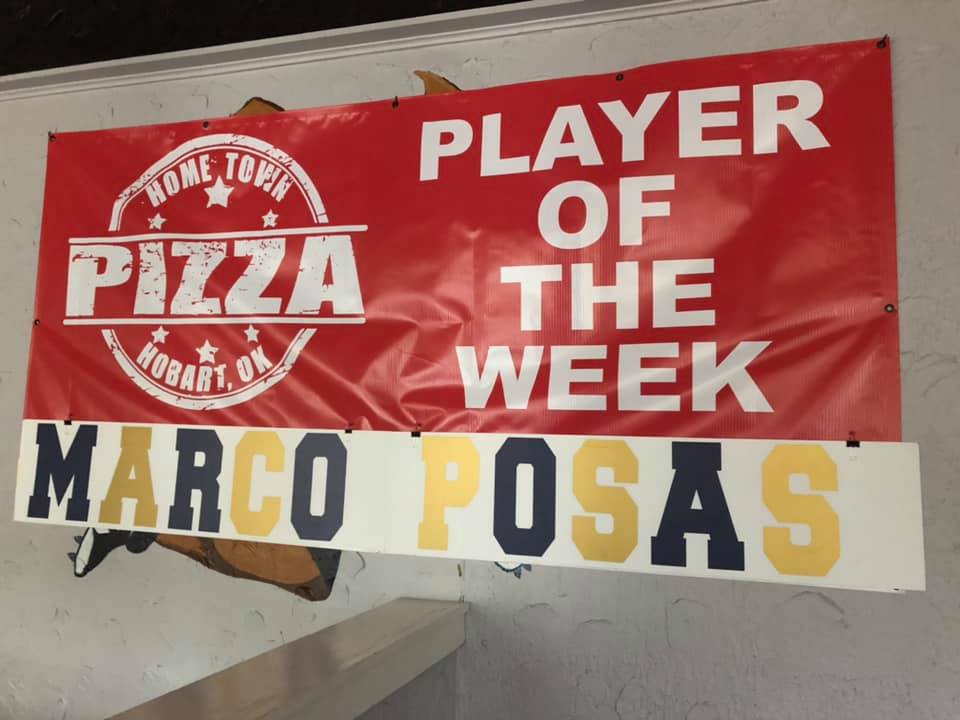 HOME TOWN
PIZZA
HOBART, OK
PLAYER
OF
THE
WEEK
MARCO POSAS